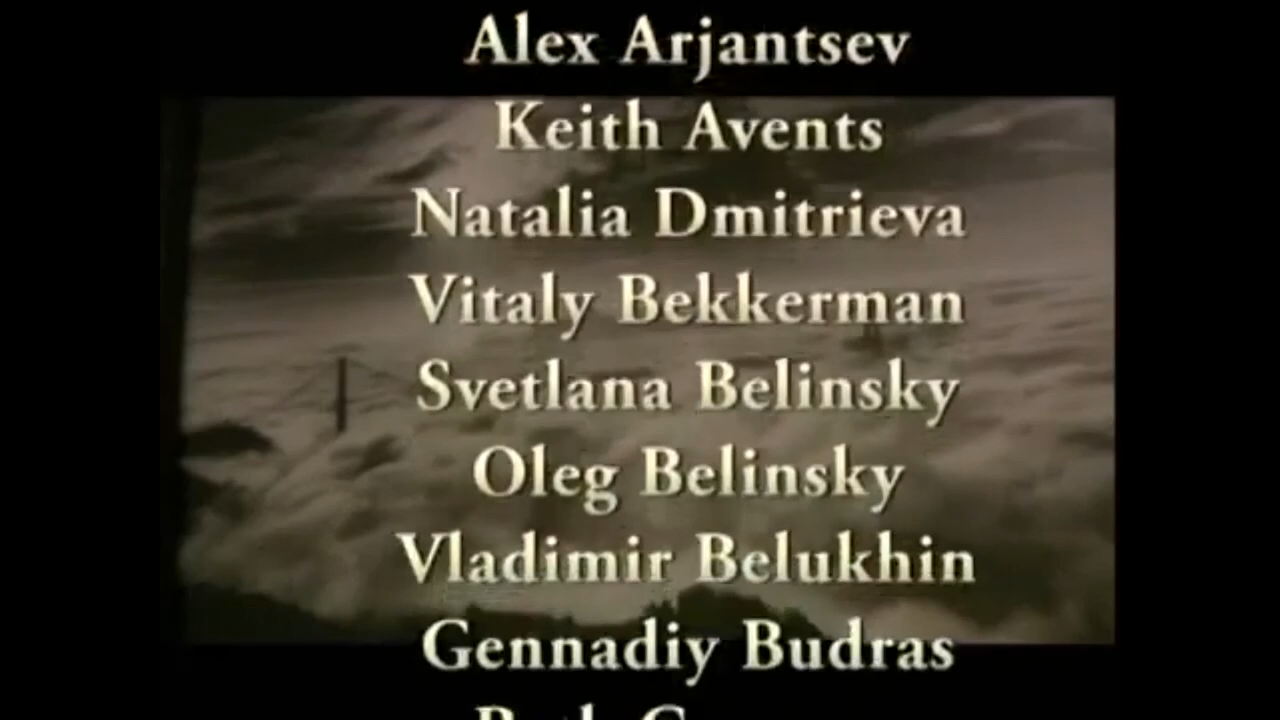 Alex Arjantsev
Keith Avents
Natalia Dmitrieva
Vitaly Bekkerman
Svetlana Belinsky
Oleg Belinsky
Vladimir Belukhin
Gennadiy Budras